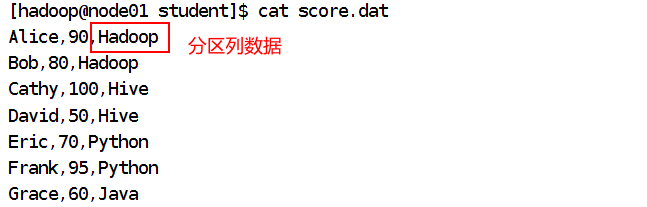 [hadoop@node01 student]$ cat score.dat
Alice,90,Hadoop
分区列数据
Bob,80,Hadoop
Cathy,100,Hive
David,50,Hive
Eric,70,Python
Frank,95,Python
Grace,60,Java